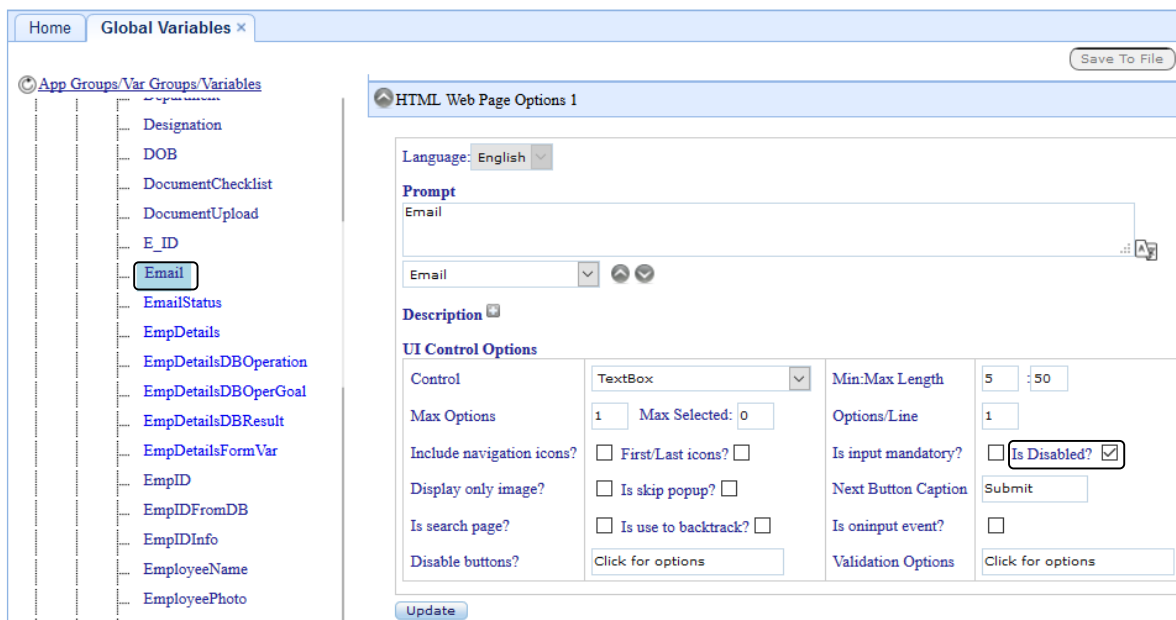 Home
Global Variables ×
Save To File
App Groups/Var Groups/Variables
Department
Designation
DOB
DocumentChecklist
DocumentUpload
E_ID
Email
EmailStatus
EmpDetails
EmpDetailsDBOperation
EmpDetailsDBOperGoal
EmpDetailsDBResult
EmpDetailsFormVar
EmpID
EmpIDFromDB
EmpIDInfo
EmployeeName
EmployeePhoto
HTML Web Page Options 1
Language: English
Prompt
Email
Email
Description
UI Control Options
Control TextBox Min:Max Length 5 :50
Max Options 1 Max Selected: 0 Options/Line 1
Include navigation icons? First/Last icons? Is input mandatory? Is Disabled?
Display only image? Is skip popup? Next Button Caption Submit
Is search page? Is use to backtrack? Is oninput event?
Disable buttons? Click for options Validation Options Click for options
Update